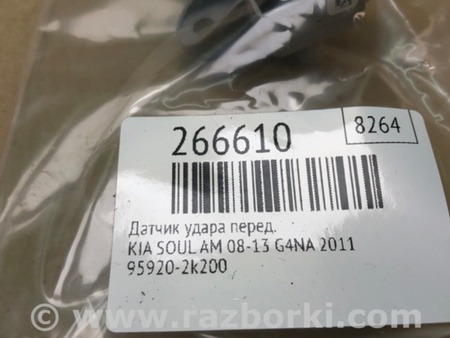 266610
8264
Датчик удара перед.
KIA SOUL AM 08-13 G4NA 2011
95920-2k200
© www.razborki.com